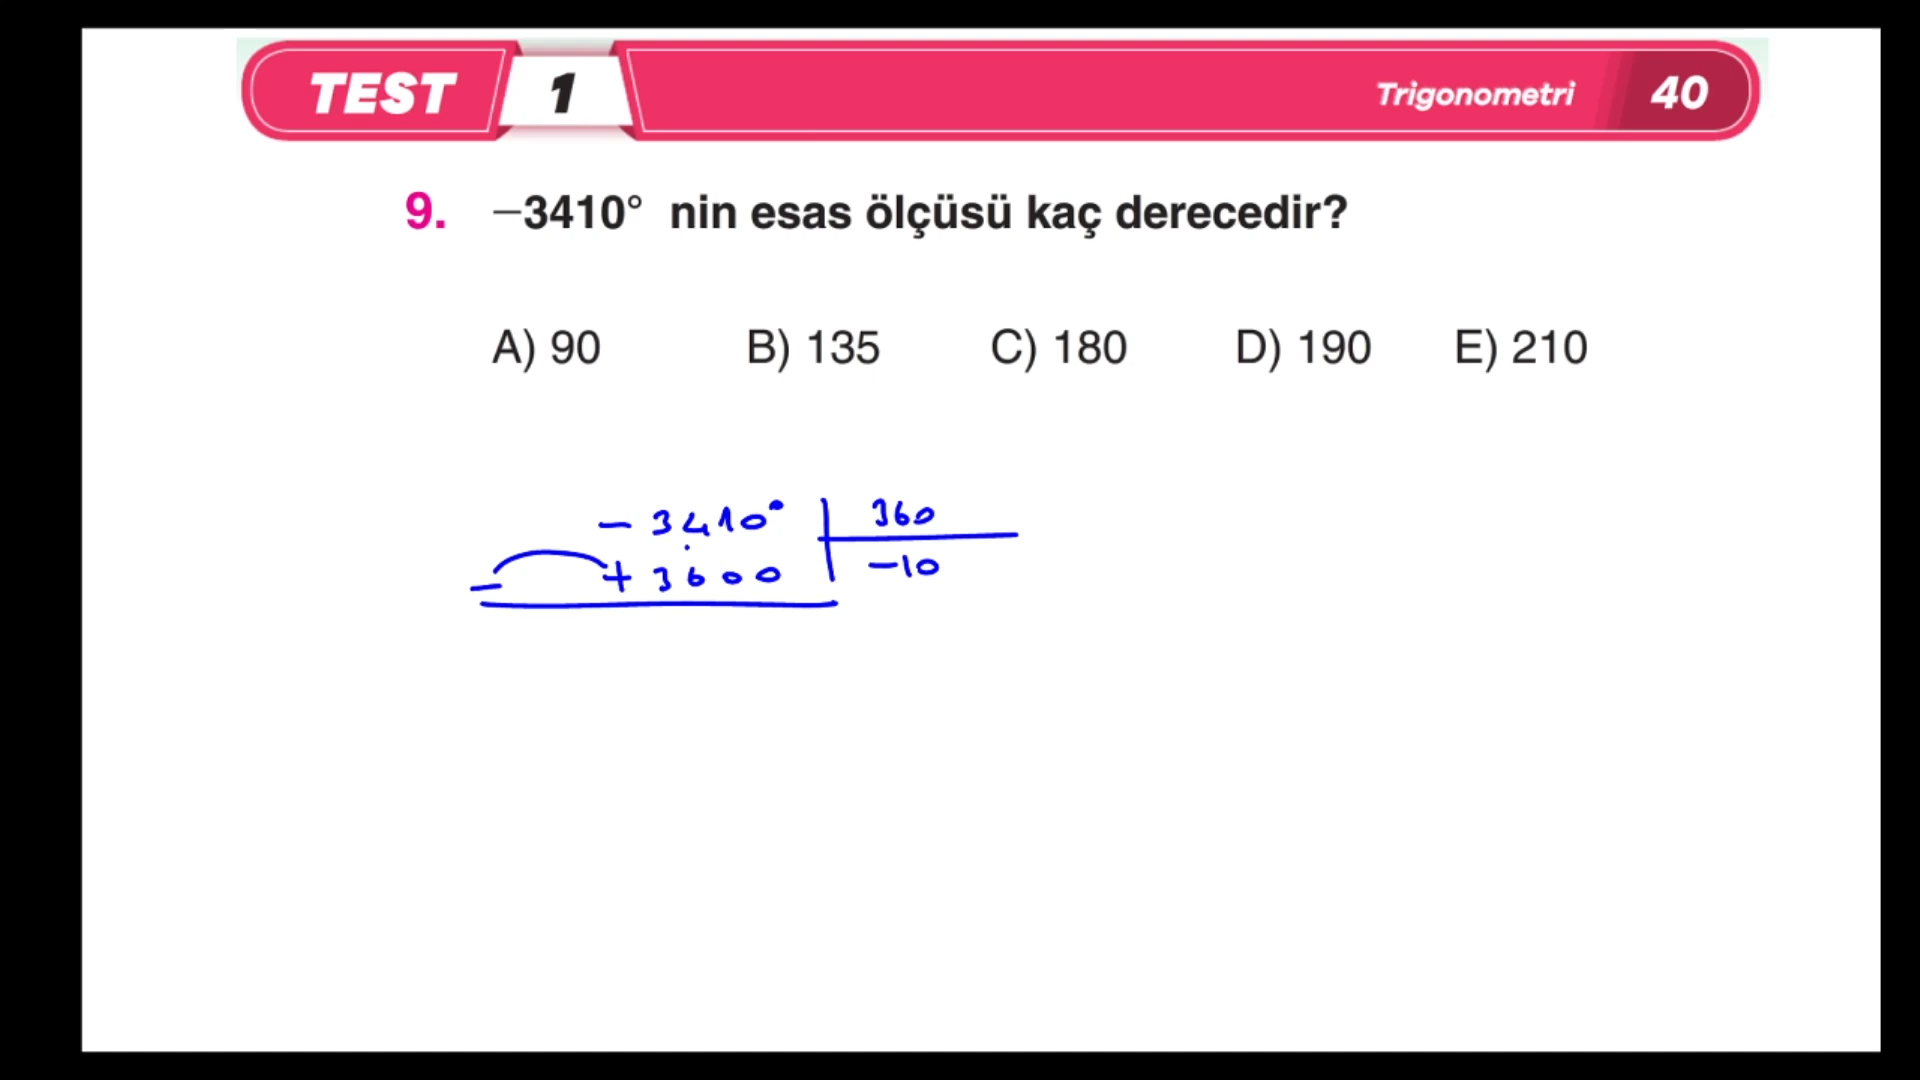 TEST 1 Trigonometri 40
9. −3410° nin esas ölçüsü kaç derecedir?
A) 90 B) 135 C) 180 D) 190 E) 210
− 3410° 360
− + 3600 −10